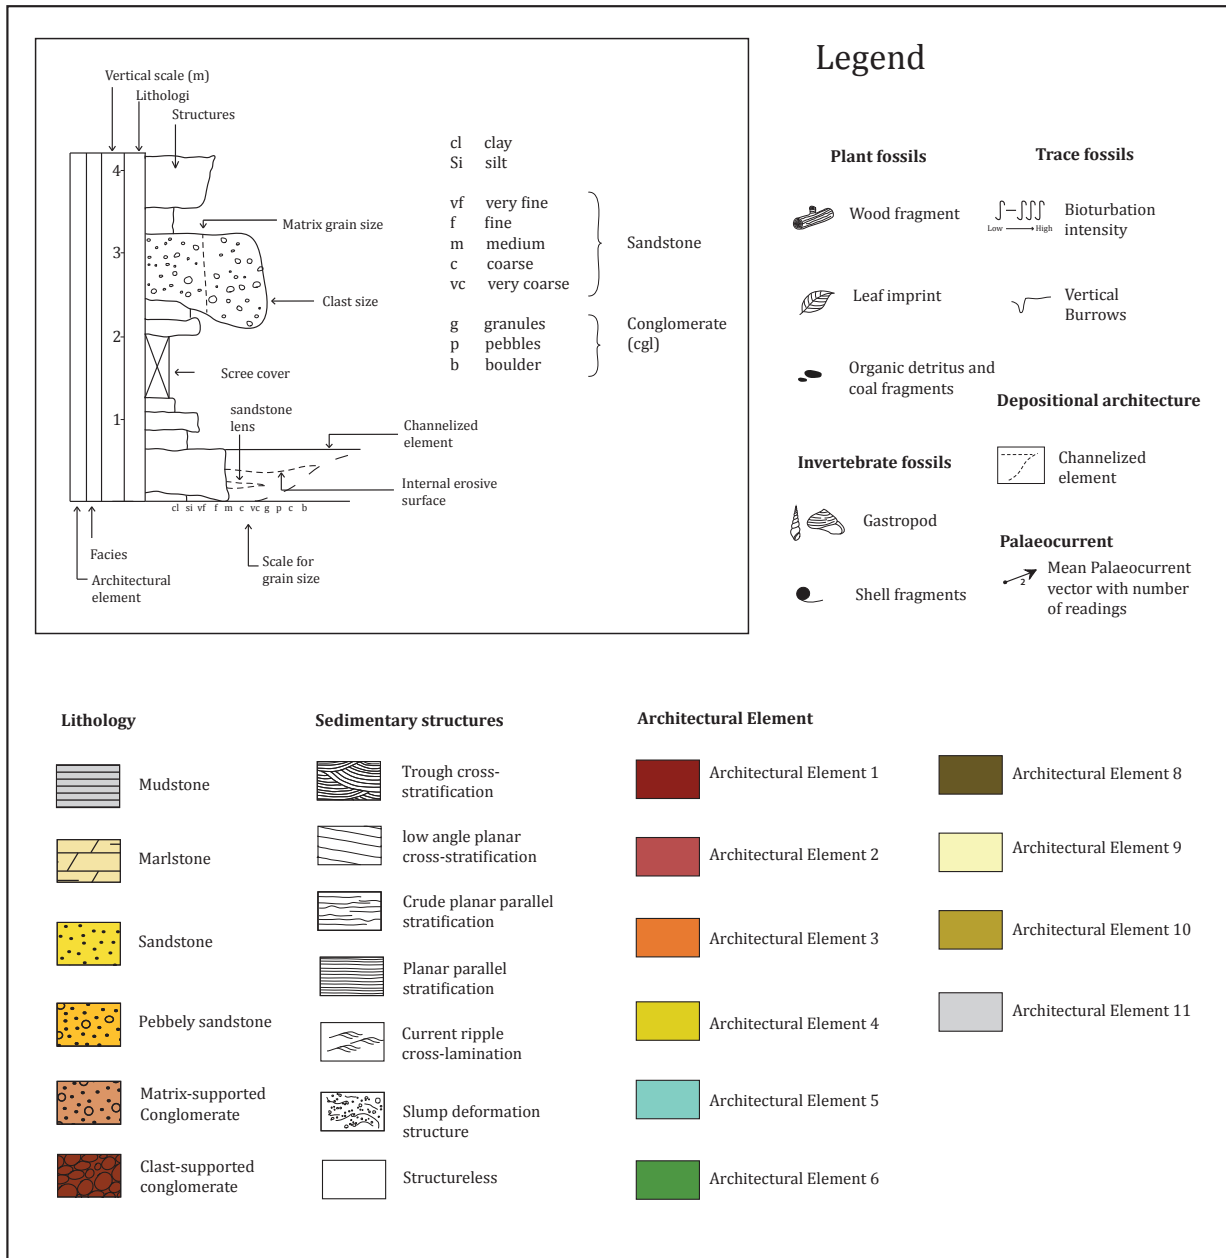 Legend
Vertical scale (m)
Lithologi
Structures
4
3
2
1
Matrix grain size
Clast size
Scree cover
sandstone
lens
Channelized
element
Internal erosive
surface
cl si vf f m c vc g p c b
Scale for
grain size
Facies
Architectural
element
cl clay
Si silt
vf very fine
f fine
m medium
c coarse
vc very coarse
Sandstone
g granules
p pebbles
b boulder
Conglomerate
(cgl)
Plant fossils
Wood fragment
Leaf imprint
Organic detritus and
coal fragments
Invertebrate fossils
Gastropod
Shell fragments
Trace fossils
Low High
Bioturbation
intensity
Vertical
Burrows
Depositional architecture
Channelized
element
Palaeocurrent
2
Mean Palaeocurrent
vector with number
of readings
Lithology
Mudstone
Marlstone
Sandstone
Pebbely sandstone
Matrix-supported
Conglomerate
Clast-supported
conglomerate
Sedimentary structures
Trough cross-
stratification
low angle planar
cross-stratification
Crude planar parallel
stratification
Planar parallel
stratification
Current ripple
cross-lamination
Slump deformation
structure
Structureless
Architectural Element
Architectural Element 1
Architectural Element 2
Architectural Element 3
Architectural Element 4
Architectural Element 5
Architectural Element 6
Architectural Element 8
Architectural Element 9
Architectural Element 10
Architectural Element 11